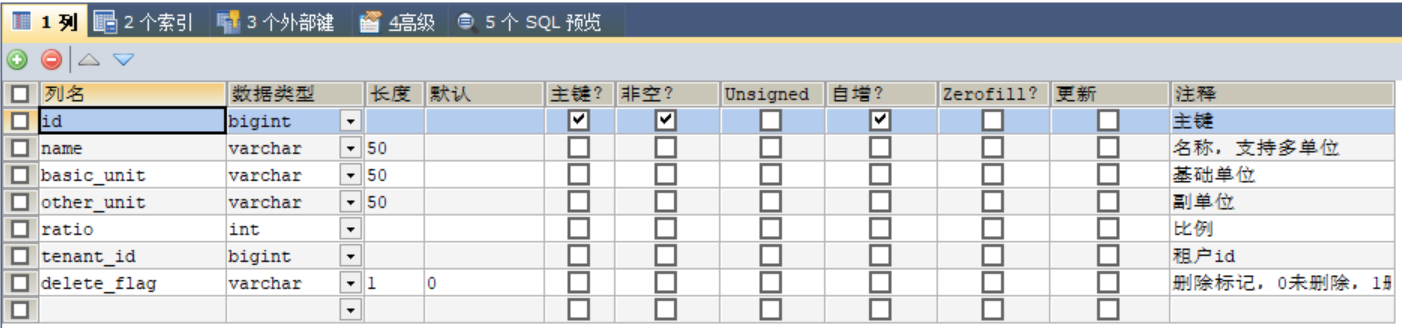 1 列 2 个索引 3 个外部键 4高级 5 个 SQL 预览
列名 数据类型 长度 默认 主键? 非空? Unsigned 自增? Zerofill? 更新 注释
id bigint 主键
name varchar 50 名称，支持多单位
basic_unit varchar 50 基础单位
other_unit varchar 50 副单位
ratio int 比例
tenant_id bigint 租户id
delete_flag varchar 1 0 删除标记，0未删除，1